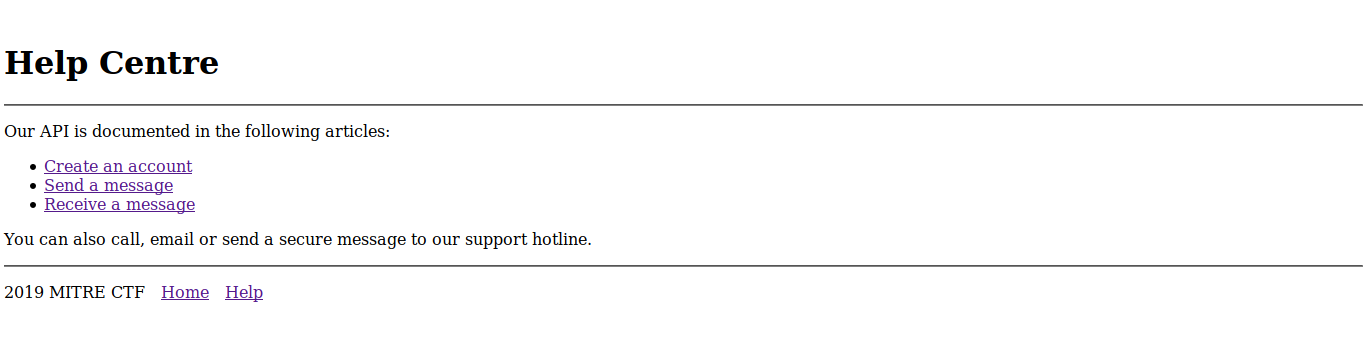 Help Centre
Our API is documented in the following articles:
Create an account
Send a message
Receive a message
You can also call, email or send a secure message to our support hotline.
2019 MITRE CTF Home Help